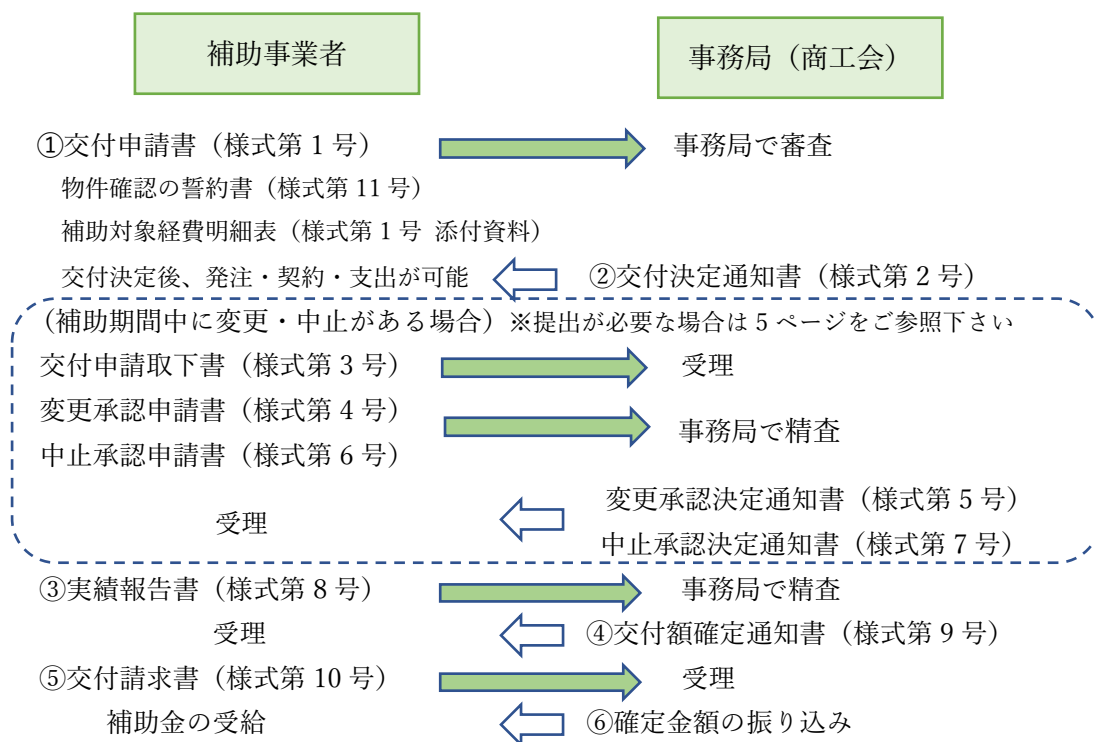 補助事業者
事務局（商工会）
①交付申請書（様式第 1 号）
事務局で審査
物件確認の誓約書（様式第 11 号）
補助対象経費明細表（様式第 1 号 添付資料）
交付決定後、発注・契約・支出が可能
②交付決定通知書（様式第 2 号）
（補助期間中に変更・中止がある場合）※提出が必要な場合は 5 ページをご参照下さい
交付申請取下書（様式第 3 号）
受理
変更承認申請書（様式第 4 号）
事務局で精査
中止承認申請書（様式第 6 号）
変更承認決定通知書（様式第 5 号）
受理
中止承認決定通知書（様式第 7 号）
③実績報告書（様式第 8 号）
事務局で精査
受理
④交付額確定通知書（様式第 9 号）
⑤交付請求書（様式第 10 号）
受理
補助金の受給
⑥確定金額の振り込み